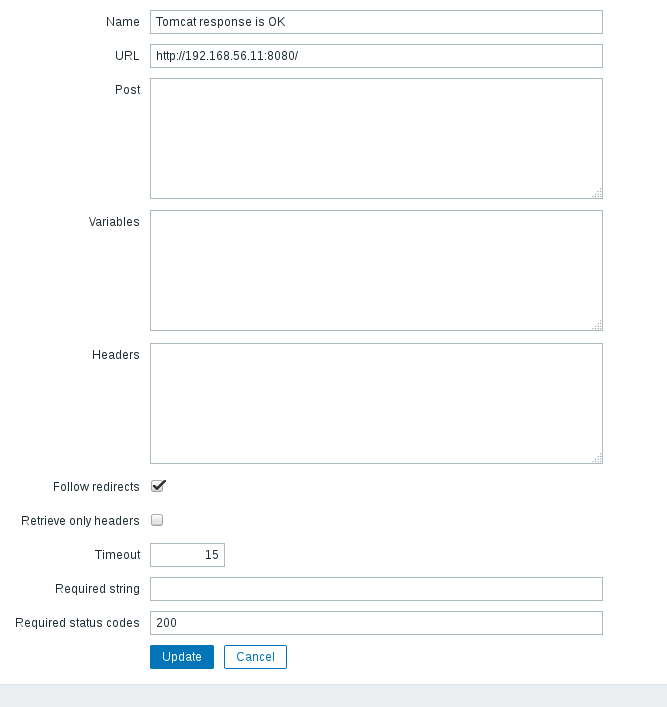 Name Tomcat response is OK
URL http://192.168.56.11:8080/
Post
Variables
Headers
Follow redirects
Retrieve only headers
Timeout 15
Required string
Required status codes 200
Update Cancel